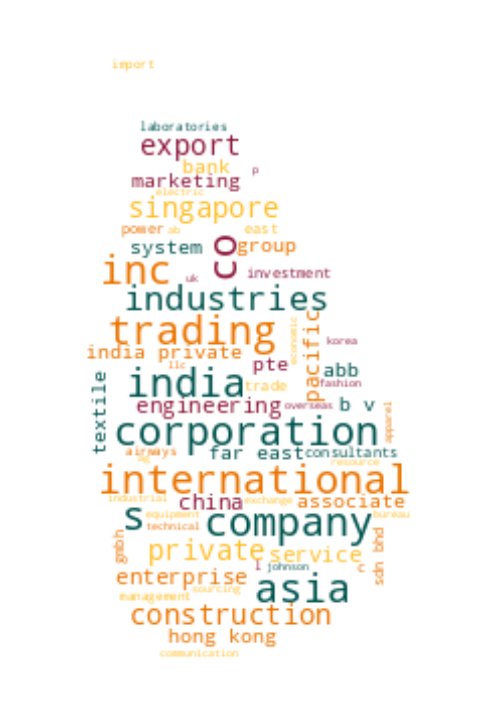 import
laboratories
export
bank
p
marketing
electric
singapore
power
ab
east
system
co
group
inc
uk
investment
industries
trading
pacific
economic
korea
india private
llc
pte
abb
india
trade
fashion
textile
engineering
overseas
b v
apparel
corporation
airways
far east
consultants
resource
international
industrial
china
exchange
associate
s
equipment
company
bureau
technical
gmbh
private
service
sdn bhd
l
johnson
c
enterprise
asia
sourcing
management
construction
hong kong
communication